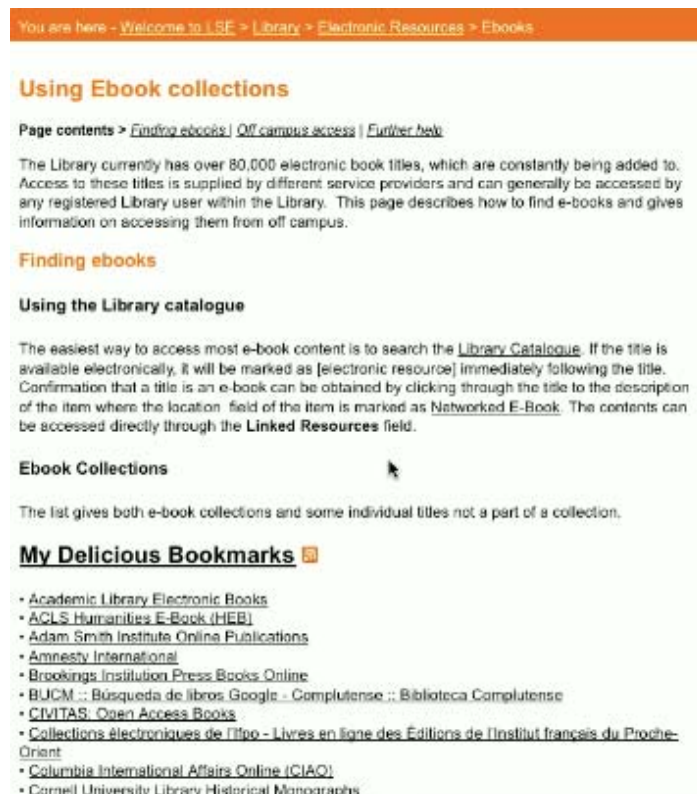 You are here - Welcome to LSE > Library > Electronic Resources > Ebooks
Using Ebook collections
Page contents > Finding ebooks | Off campus access | Further help
The Library currently has over 80,000 electronic book titles, which are constantly being added to.
Access to these titles is supplied by different service providers and can generally be accessed by
any registered Library user within the Library. This page describes how to find e-books and gives
information on accessing them from off campus.
Finding ebooks
Using the Library catalogue
The easiest way to access most e-book content is to search the Library Catalogue. If the title is
available electronically, it will be marked as [electronic resource] immediately following the title.
Confirmation that a title is an e-book can be obtained by clicking through the title to the description
of the item where the location field of the item is marked as Networked E-Book. The contents can
be accessed directly through the Linked Resources field.
Ebook Collections
The list gives both e-book collections and some individual titles not a part of a collection.
My Delicious Bookmarks
• Academic Library Electronic Books
• ACLS Humanities E-Book (HEB)
• Adam Smith Institute Online Publications
• Amnesty International
• Brookings Institution Press Books Online
• BUCM :: Búsqueda de libros Google - Complutense :: Biblioteca Complutense
• CIVITAS: Open Access Books
• Collections électroniques de l'Ifpo - Livres en ligne des Éditions de l'Institut français du Proche-
Orient
• Columbia International Affairs Online (CIAO)
• Cornell University Library Historical Monographs